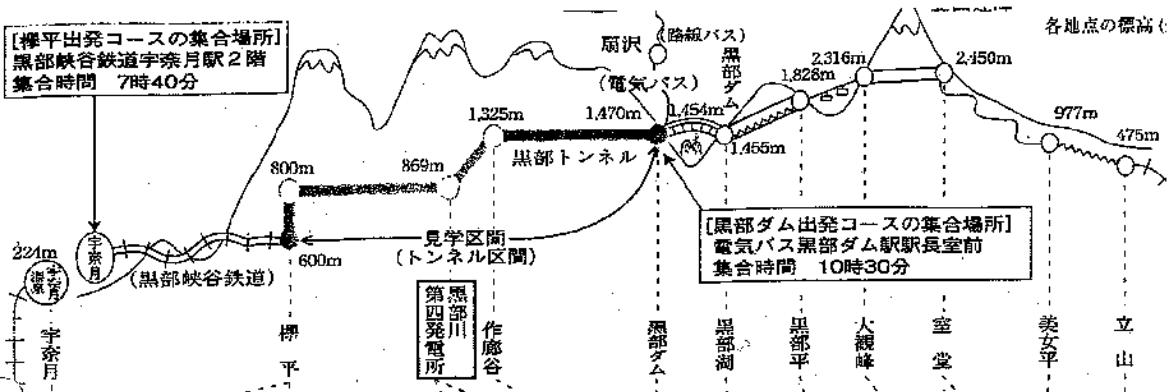 [欅平出発コースの集合場所]
黒部峡谷鉄道宇奈月駅2階
集合時間 7時40分
扇沢
(路線バス)
(電気バス)
黒部ダム
各地点の標高
224m
宇奈月温泉
宇奈月
(黒部峡谷鉄道)
600m
800m
869m
1,325m
1,470m
黒部トンネル
1,454m
1,455m
1,828m
2,316m
2,450m
977m
475m
見学区間
(トンネル区間)
[黒部ダム出発コースの集合場所]
電気バス黒部ダム駅駅長室前
集合時間 10時30分
宇奈月
欅平
黒部川
第四発電所
作廊谷
黒部ダム
黒部湖
黒部平
大観峰
室堂
美女平
立山